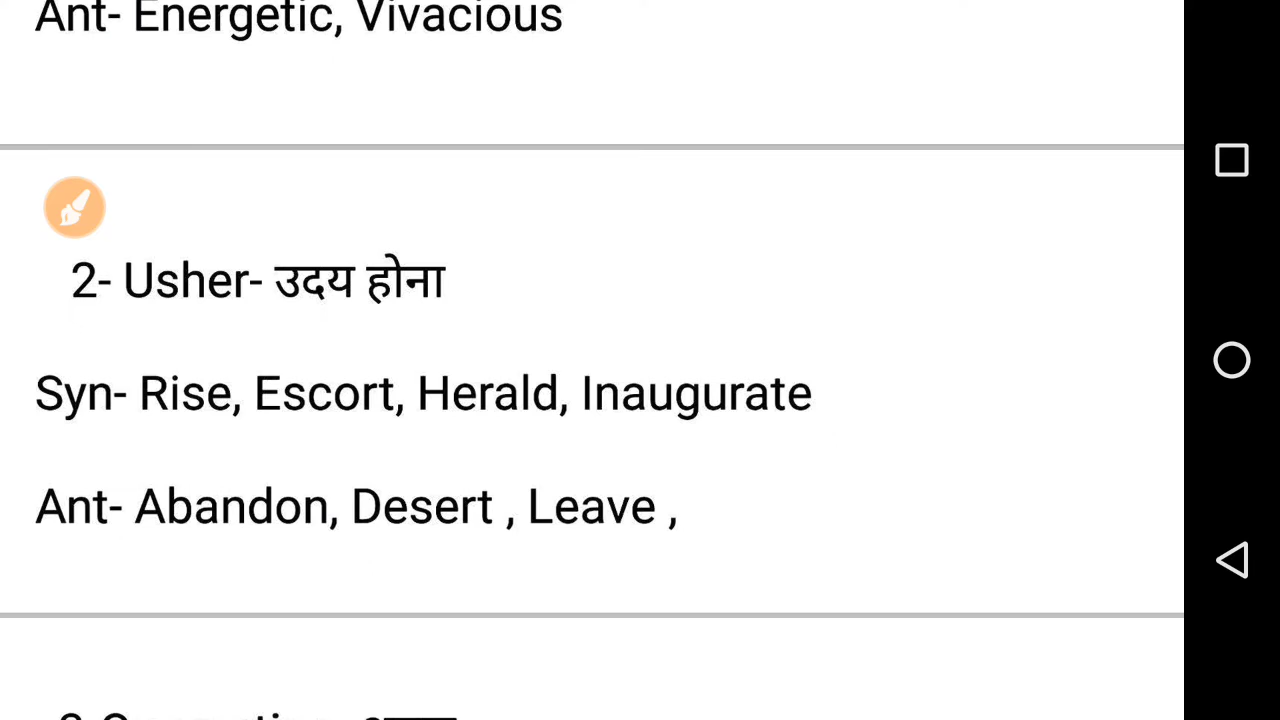 Ant- Energetic, Vivacious
2- Usher- उदय होना
Syn- Rise, Escort, Herald, Inaugurate
Ant- Abandon, Desert , Leave ,